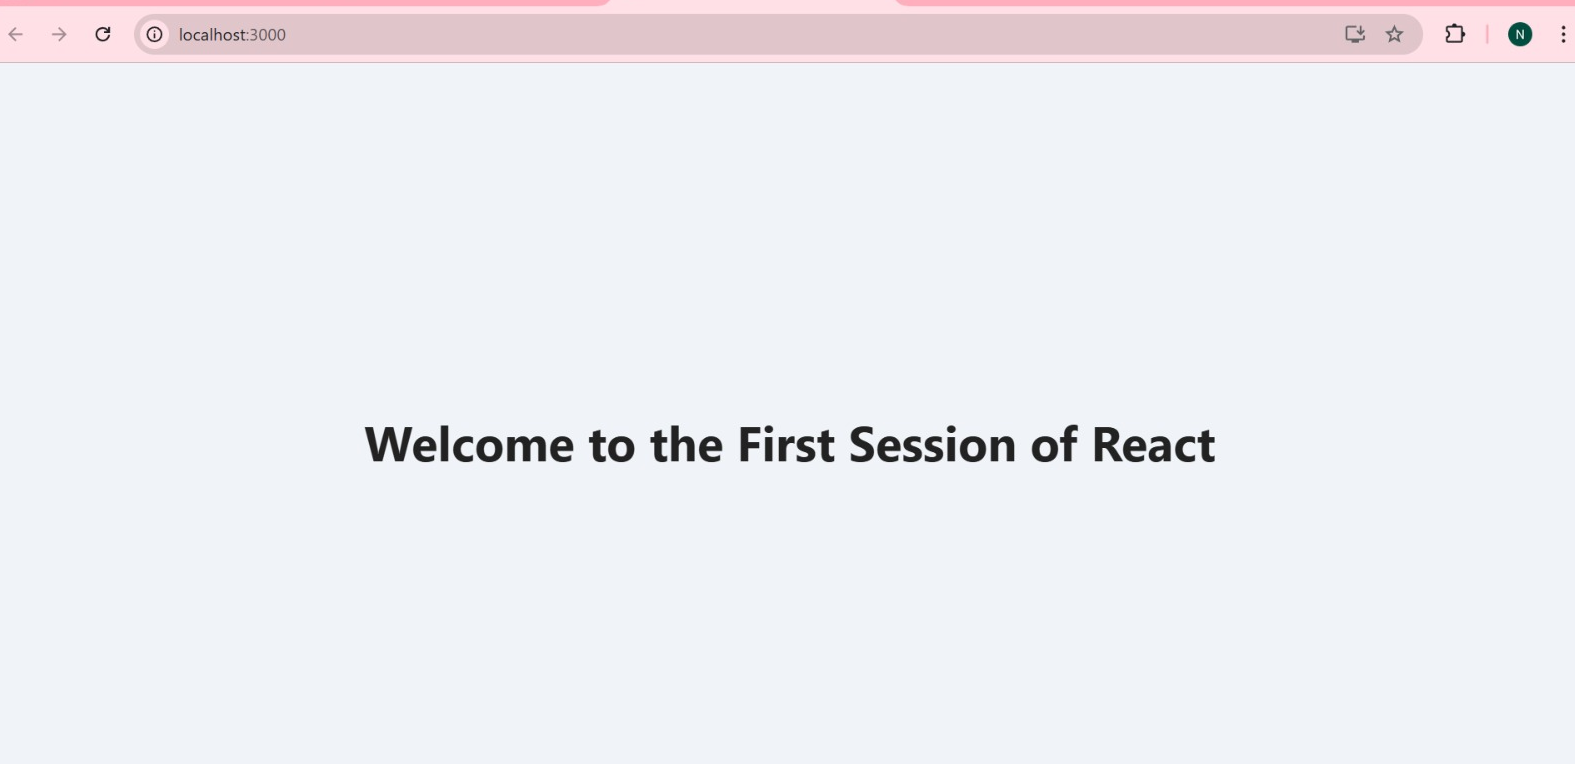 localhost:3000
N
Welcome to the First Session of React